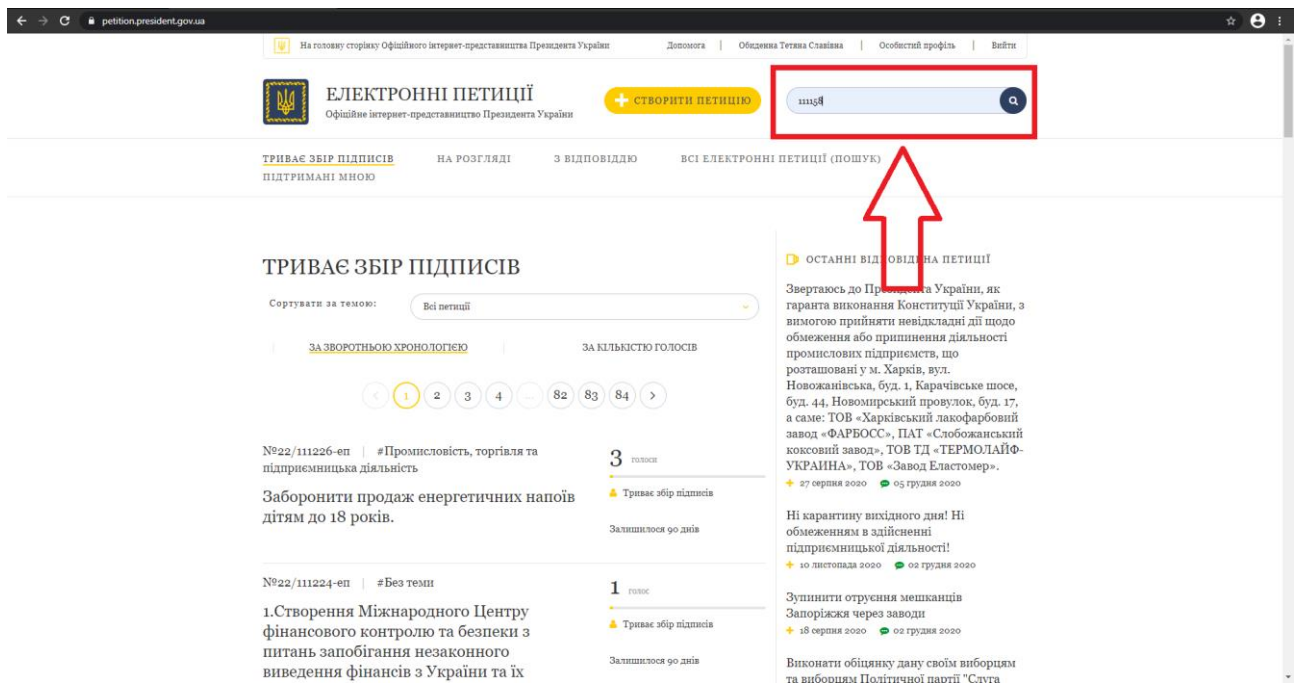 petition.president.gov.ua
На головну сторінку Офіційного інтернет-представництва Президента України
Допомога | Обиденна Тетяна Славівна | Особистий профіль | Вийти
ЕЛЕКТРОННІ ПЕТИЦІЇ
Офіційне інтернет-представництво Президента України
СТВОРИТИ ПЕТИЦІЮ
111158
ТРИВАЄ ЗБІР ПІДПИСІВ НА РОЗГЛЯДІ З ВІДПОВІДДЮ ВСІ ЕЛЕКТРОННІ ПЕТИЦІЇ (ПОШУК)
ПІДТРИМАНІ МНОЮ
ТРИВАЄ ЗБІР ПІДПИСІВ
Сортувати за темою: Всі петиції
ЗА ЗВОРОТНЬОЮ ХРОНОЛОГІЄЮ ЗА КІЛЬКІСТЮ ГОЛОСІВ
1 2 3 4 ... 82 83 84
№22/111226-еп | #Промисловість, торгівля та
підприємницька діяльність
Заборонити продаж енергетичних напоїв
дітям до 18 років.
3 голоси
Триває збір підписів
Залишилося 90 днів
№22/111224-еп | #Без теми
1.Створення Міжнародного Центру
фінансового контролю та безпеки з
питань запобігання незаконного
виведення фінансів з України та їх
1 голос
Триває збір підписів
Залишилося 90 днів
ОСТАННІ НА ПЕТИЦІЇ
Звертаюсь до України, як
гаранта виконання Конституції України, з
вимогою прийняти невідкладні дії щодо
обмеження або припинення діяльності
промислових підприємств, що
розташовані у м. Харків, вул.
Новожанівська, буд. 1, Карачівське шосе,
буд. 44, Новомирський провулок, буд. 17,
а саме: ТОВ «Харківський лакофарбовий
завод «ФАРБОСС», ПАТ «Слобожанський
коксовий завод», ТОВ ТД «ТЕРМОЛАЙФ-
УКРАИНА», ТОВ «Завод Еластомер».
27 серпня 2020 05 грудня 2020
Ні карантину вихідного дня! Ні
обмеженням в здійсненні
підприємницької діяльності!
10 листопада 2020 02 грудня 2020
Зупинити отруєння мешканців
Запоріжжя через заводи
18 серпня 2020 02 грудня 2020
Виконати обіцянку дану своїм виборцям
та виборцям Політичної партії "Слуга